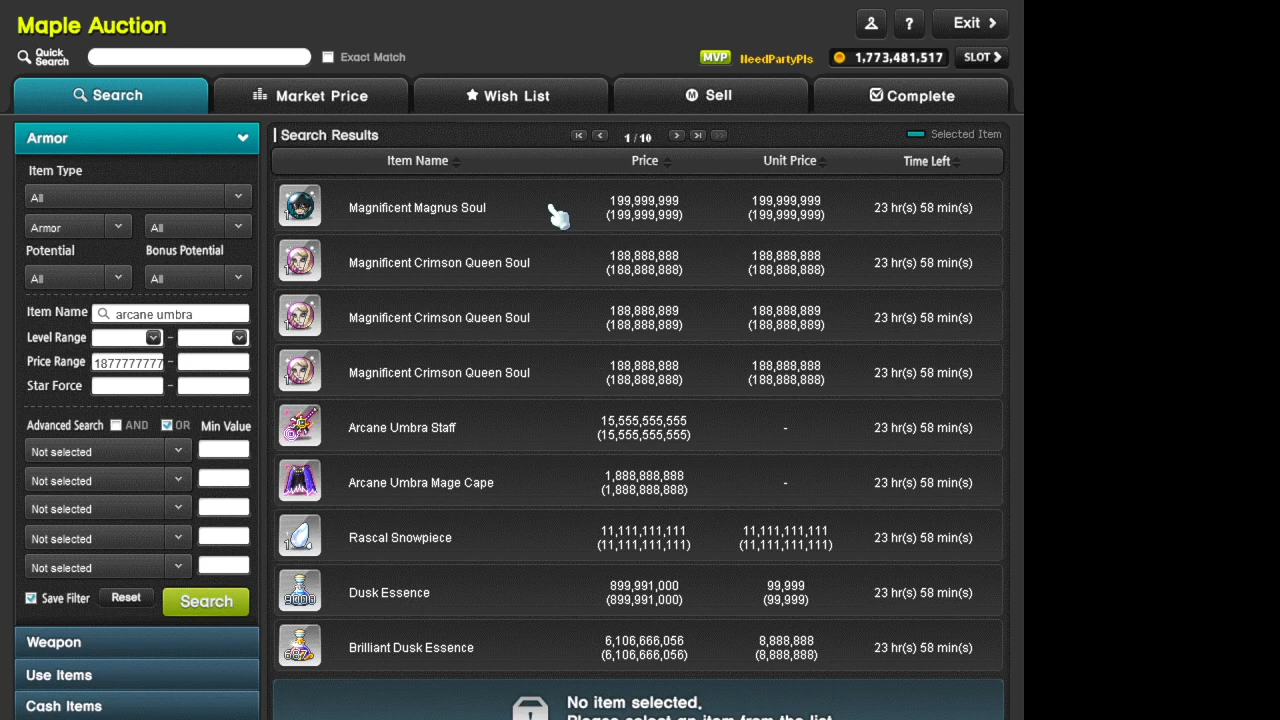 Maple Auction
? Exit
Quick Search Exact Match MVP NeedPartyPls 1,773,481,517 SLOT
Search Market Price Wish List Sell Complete
Armor
Item Type
All
Armor All
Potential Bonus Potential
All All
Item Name arcane umbra
Level Range -
Price Range 1877777777 -
Star Force -
Advanced Search AND OR Min Value
Not selected
Not selected
Not selected
Not selected
Not selected
Save Filter Reset Search
Weapon
Use Items
Cash Items
Search Results 1 / 10 Selected Item
Item Name Price Unit Price Time Left
1 Magnificent Magnus Soul 199,999,999 199,999,999 23 hr(s) 58 min(s)
(199,999,999) (199,999,999)
1 Magnificent Crimson Queen Soul 188,888,888 188,888,888 23 hr(s) 58 min(s)
(188,888,888) (188,888,888)
1 Magnificent Crimson Queen Soul 188,888,889 188,888,889 23 hr(s) 58 min(s)
(188,888,889) (188,888,889)
1 Magnificent Crimson Queen Soul 188,888,888 188,888,888 23 hr(s) 58 min(s)
(188,888,888) (188,888,888)
Arcane Umbra Staff 15,555,555,555 - 23 hr(s) 58 min(s)
(15,555,555,555)
Arcane Umbra Mage Cape 1,888,888,888 - 23 hr(s) 58 min(s)
(1,888,888,888)
1 Rascal Snowpiece 11,111,111,111 11,111,111,111 23 hr(s) 58 min(s)
(11,111,111,111) (11,111,111,111)
9000 Dusk Essence 899,991,000 99,999 23 hr(s) 58 min(s)
(899,991,000) (99,999)
687 Brilliant Dusk Essence 6,106,666,056 8,888,888 23 hr(s) 58 min(s)
(6,106,666,056) (8,888,888)
No item selected.
Please select an item from the list